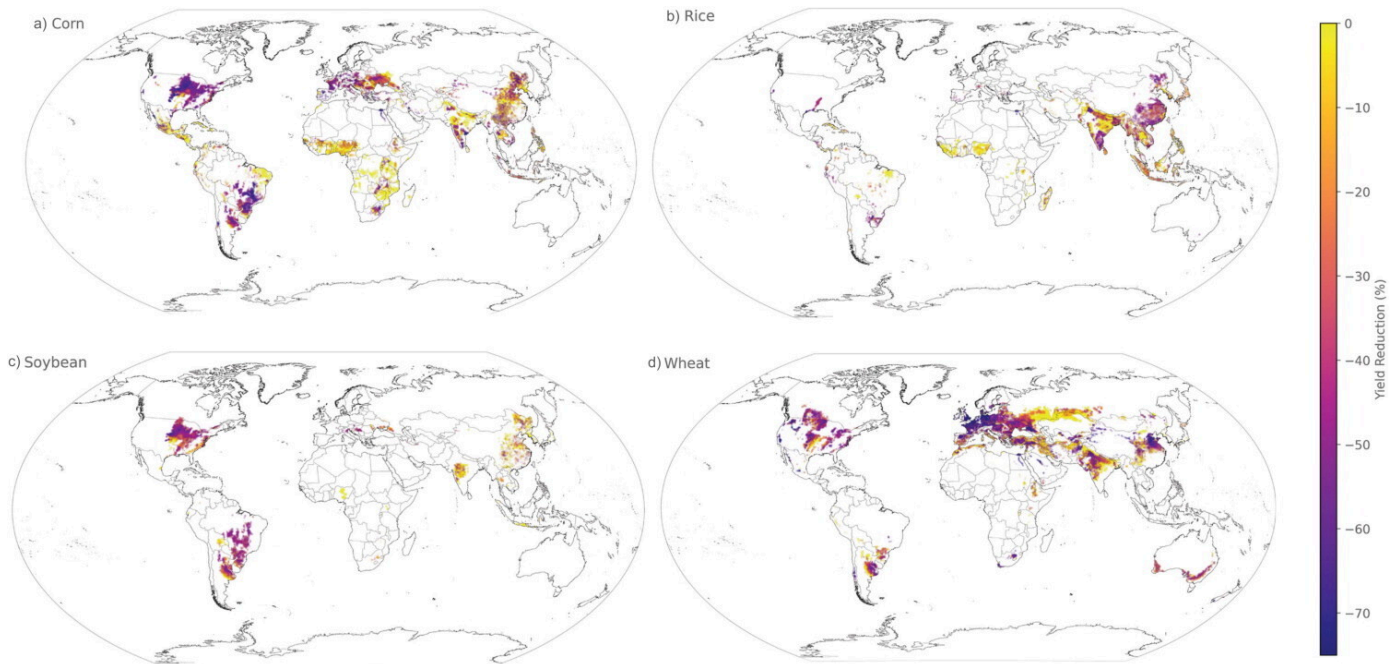 a) Corn
b) Rice
c) Soybean
d) Wheat
0
−10
−20
−30
−40
−50
−60
−70
Yield Reduction (%)